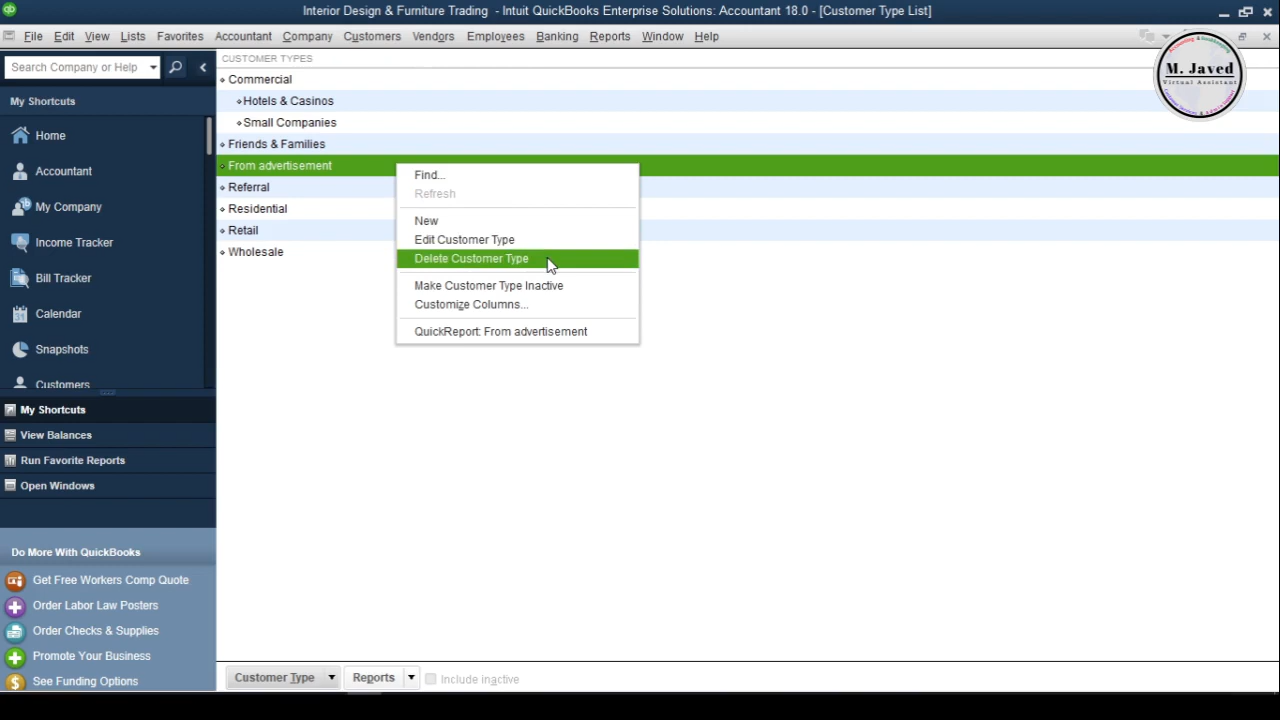 Interior Design & Furniture Trading - Intuit QuickBooks Enterprise Solutions: Accountant 18.0 - [Customer Type List]
File Edit View Lists Favorites Accountant Company Customers Vendors Employees Banking Reports Window Help
Search Company or Help
My Shortcuts
Home
Accountant
My Company
Income Tracker
Bill Tracker
Calendar
Snapshots
Customers
My Shortcuts
View Balances
Run Favorite Reports
Open Windows
Do More With QuickBooks
Get Free Workers Comp Quote
Order Labor Law Posters
Order Checks & Supplies
Promote Your Business
See Funding Options
CUSTOMER TYPES
Commercial
Hotels & Casinos
Small Companies
Friends & Families
From advertisement
Referral
Residential
Retail
Wholesale
Find...
Refresh
New
Edit Customer Type
Delete Customer Type
Make Customer Type Inactive
Customize Columns...
QuickReport: From advertisement
Customer Type
Reports
Include inactive
M. Javed
Virtual Assistant